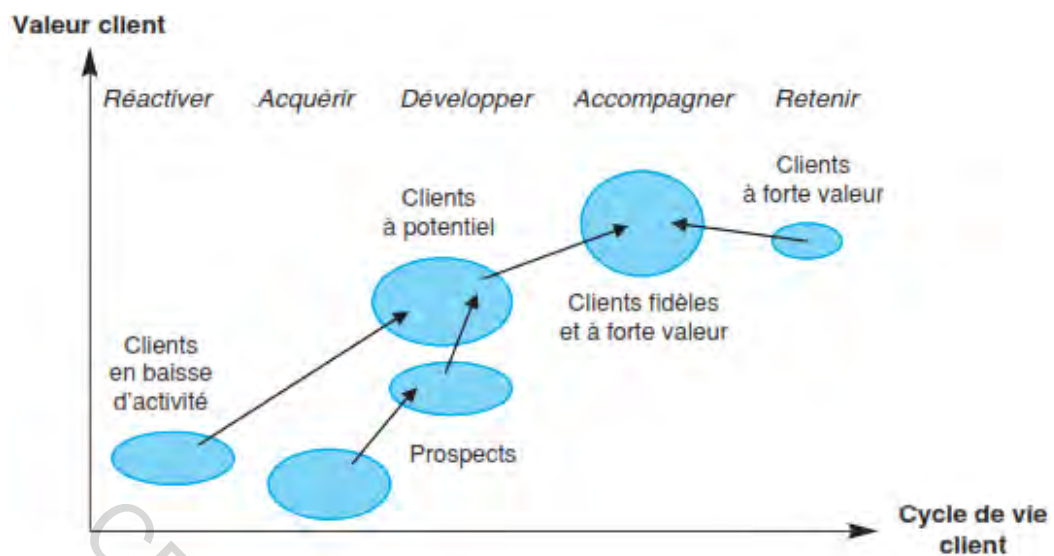 Valeur client
Réactiver Acquérir Développer Accompagner Retenir
Clients
à forte valeur
Clients
à potentiel
Clients fidèles
et à forte valeur
Clients
en baisse
d'activité
Prospects
Cycle de vie
client